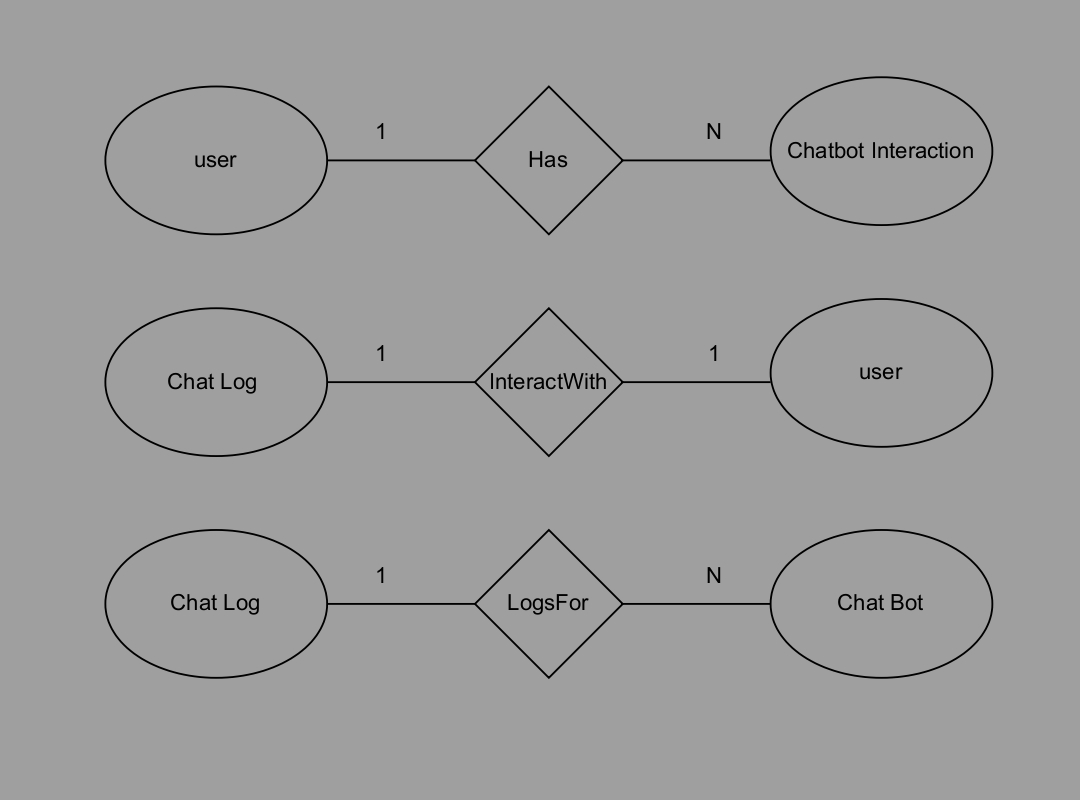 1
N
user
Has
Chatbot Interaction
1
1
Chat Log
InteractWith
user
1
N
Chat Log
LogsFor
Chat Bot